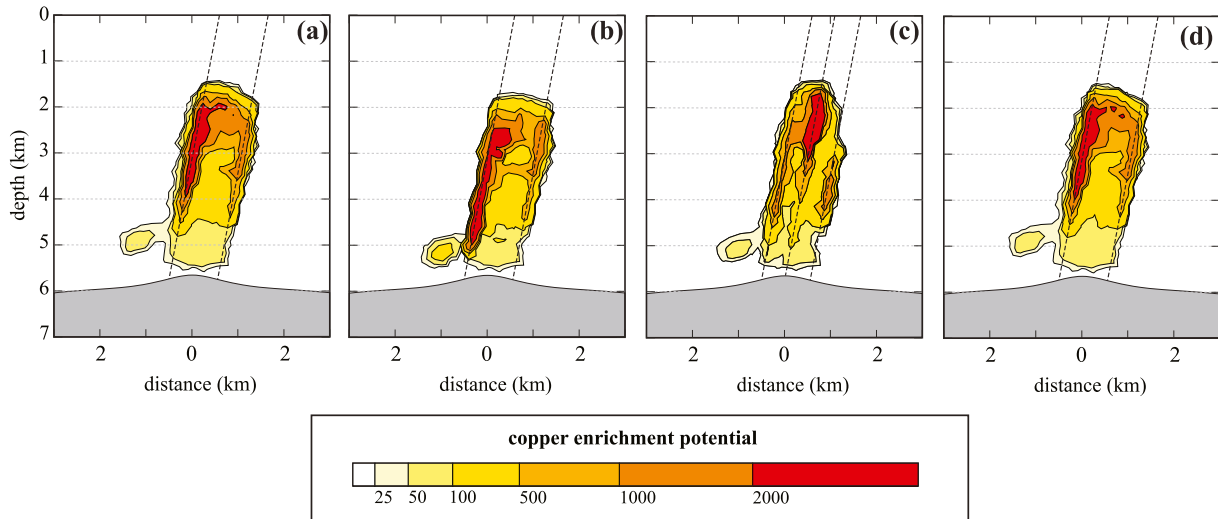 0
1
2
3
4
5
6
7
depth (km)
(a)
(b)
(c)
(d)
2 0 2
2 0 2
2 0 2
2 0 2
distance (km)
distance (km)
distance (km)
distance (km)
copper enrichment potential
25 50 100 500 1000 2000